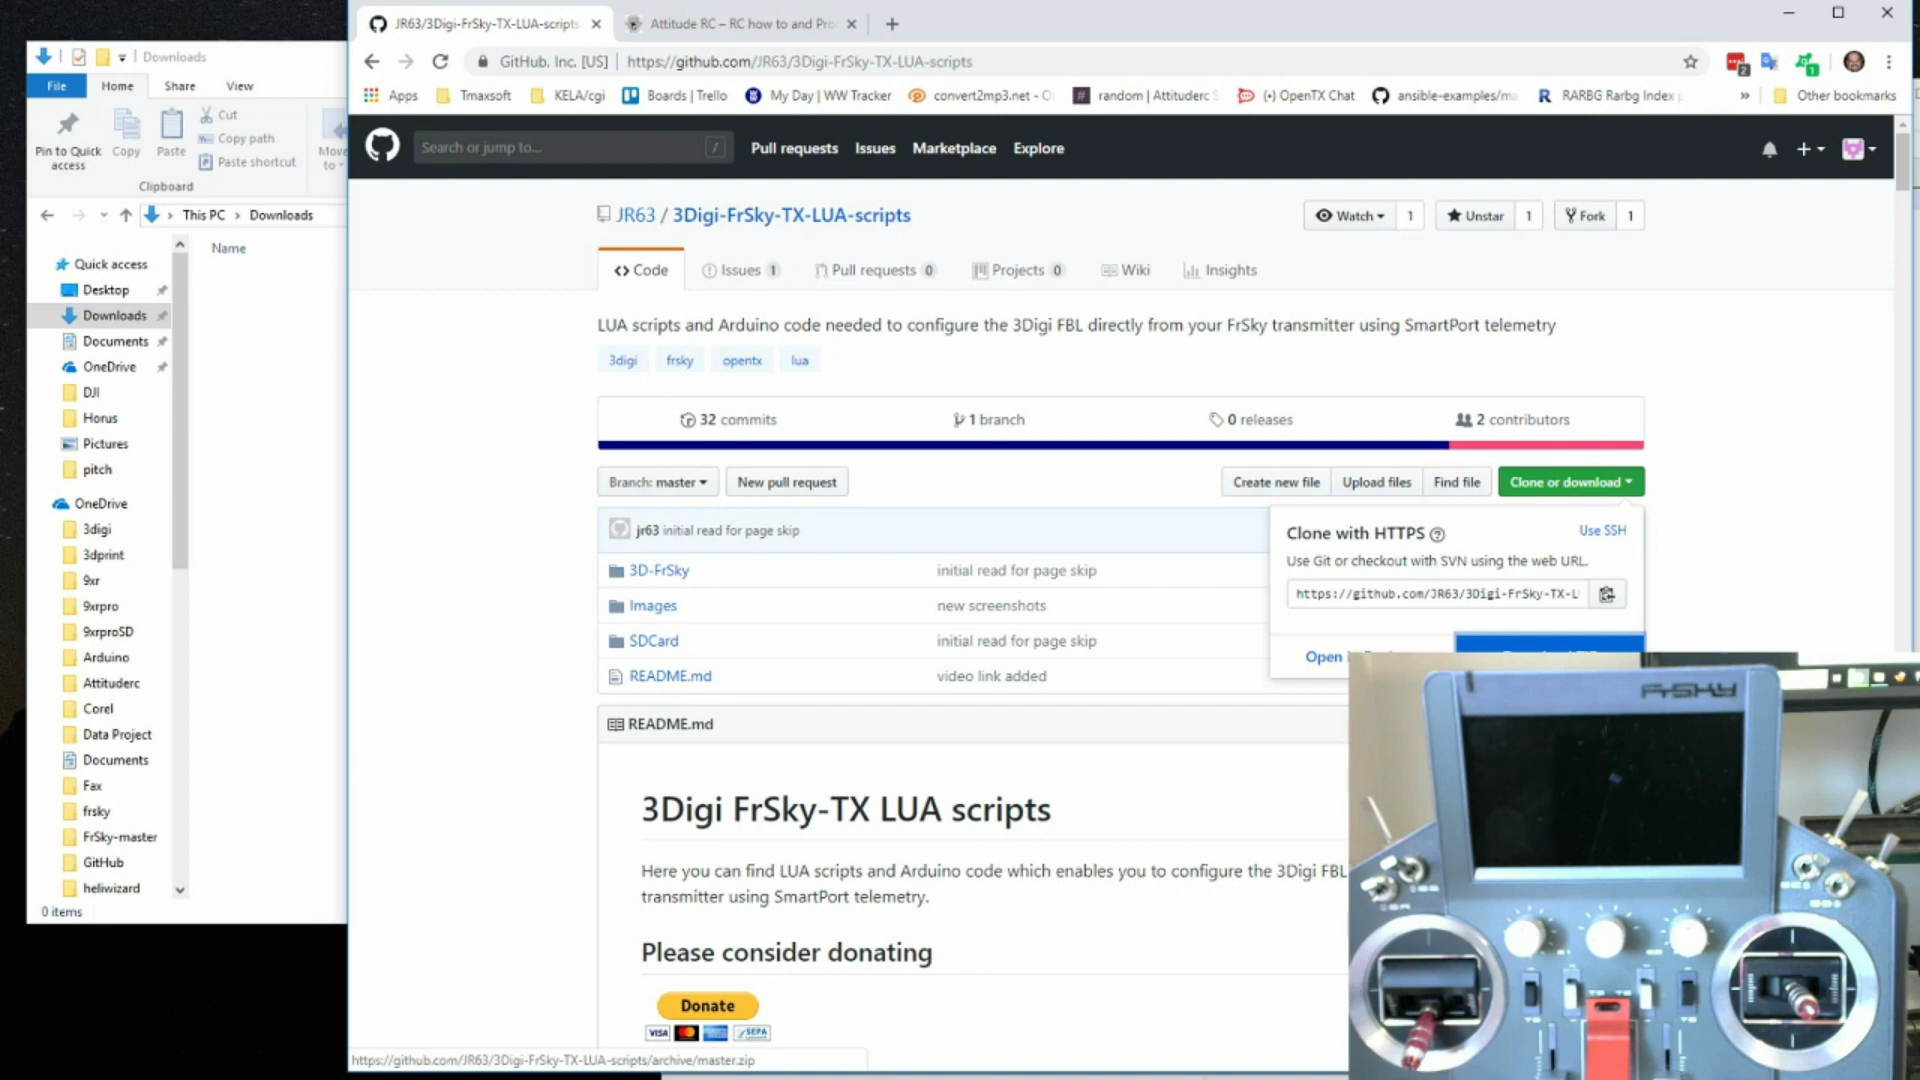 Downloads
File
Home
Share
View
Pin to Quick
access
Copy
Paste
Cut
Copy path
Paste shortcut
Move
to
Clipboard
This PC
Downloads
Name
Quick access
Desktop
Downloads
Documents
OneDrive
DJI
Horus
Pictures
pitch
OneDrive
3digi
3dprint
9xr
9xrpro
9xrproSD
Arduino
Attituderc
Corel
Data Project
Documents
Fax
frsky
FrSky-master
GitHub
heliwizard
0 items
JR63/3Digi-FrSky-TX-LUA-scripts
Attitude RC – RC how to and Pro
GitHub, Inc. [US] | https://github.com/JR63/3Digi-FrSky-TX-LUA-scripts
2
1
Apps
Tmaxsoft
KELA/cgi
Boards | Trello
My Day | WW Tracker
convert2mp3.net - O
random | Attituderc S
(•) OpenTX Chat
ansible-examples/ma
RARBG Rarbg Index
»
Other bookmarks
Search or jump to...
/
Pull requests
Issues
Marketplace
Explore
JR63 / 3Digi-FrSky-TX-LUA-scripts
Watch 1
Unstar 1
Fork 1
<> Code
Issues 1
Pull requests 0
Projects 0
Wiki
Insights
LUA scripts and Arduino code needed to configure the 3Digi FBL directly from your FrSky transmitter using SmartPort telemetry
3digi
frsky
opentx
lua
32 commits
1 branch
0 releases
2 contributors
Branch: master
New pull request
Create new file
Upload files
Find file
Clone or download
jr63 initial read for page skip
3D-FrSky
initial read for page skip
Images
new screenshots
SDCard
initial read for page skip
README.md
video link added
Clone with HTTPS
Use SSH
Use Git or checkout with SVN using the web URL.
https://github.com/JR63/3Digi-FrSky-TX-L
Open
README.md
3Digi FrSky-TX LUA scripts
Here you can find LUA scripts and Arduino code which enables you to configure the 3Digi FBL
transmitter using SmartPort telemetry.
Please consider donating
Donate
VISA
SEPA
https://github.com/JR63/3Digi-FrSky-TX-LUA-scripts/archive/master.zip
FrSKY